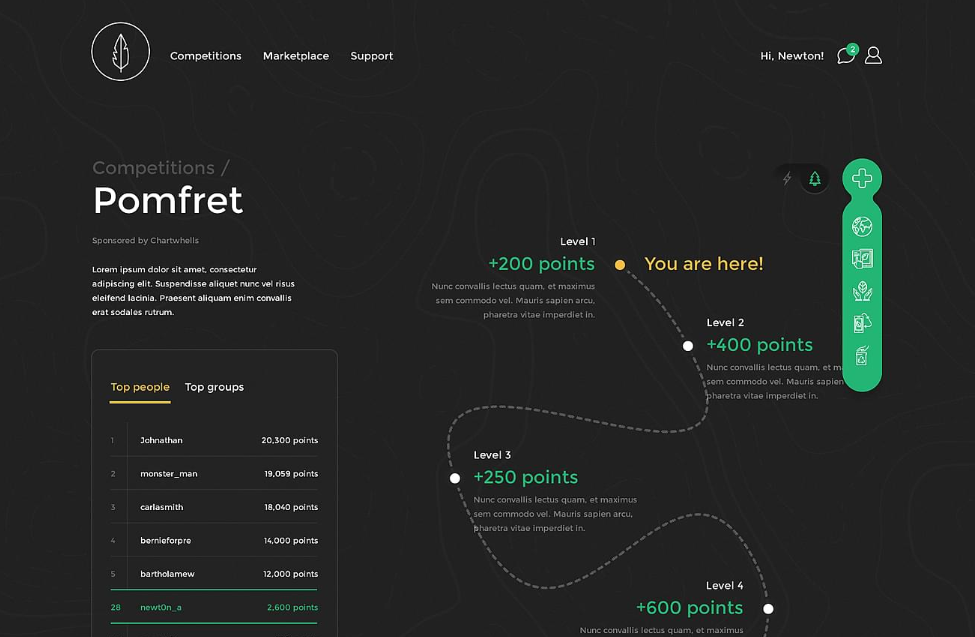 Competitions
Marketplace
Support
Hi, Newton!
2
Competitions /
Pomfret
Sponsored by Chartwhells
Lorem ipsum dolor sit amet, consectetur
adipiscing elit. Suspendisse aliquet nunc vel risus
eleifend lacinia. Praesent aliquam enim convallis
erat sodales rutrum.
Top people
Top groups
1 Johnathan 20,300 points
2 monster_man 19,059 points
3 carlasmith 18,040 points
4 bernieforpre 14,000 points
5 bartholamew 12,000 points
28 newt0n_a 2,600 points
Level 1
+200 points
Nunc convallis lectus quam, et maximus
sem commodo vel. Mauris sapien arcu,
pharetra vitae imperdiet in.
You are here!
Level 2
+400 points
Nunc convallis lectus quam, et m
sem commodo vel. Mauris sapien
pharetra vitae imperdiet in.
Level 3
+250 points
Nunc convallis lectus quam, et maximus
sem commodo vel. Mauris sapien arcu,
pharetra vitae imperdiet in.
Level 4
+600 points
Nunc convallis lectus quam, et maximus